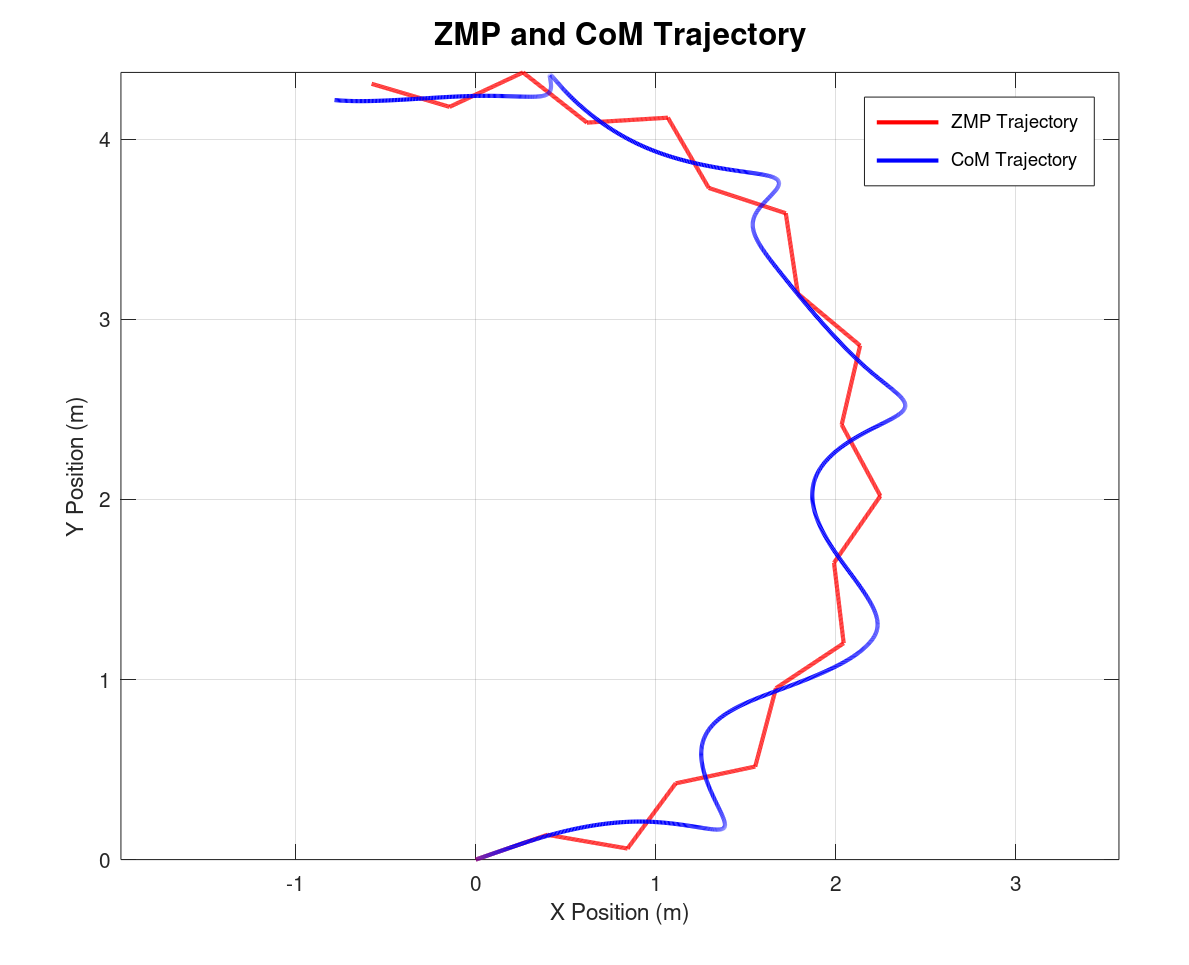 ZMP and CoM Trajectory
ZMP Trajectory
CoM Trajectory
4
3
2
1
0
-1
0
1
2
3
Y Position (m)
X Position (m)